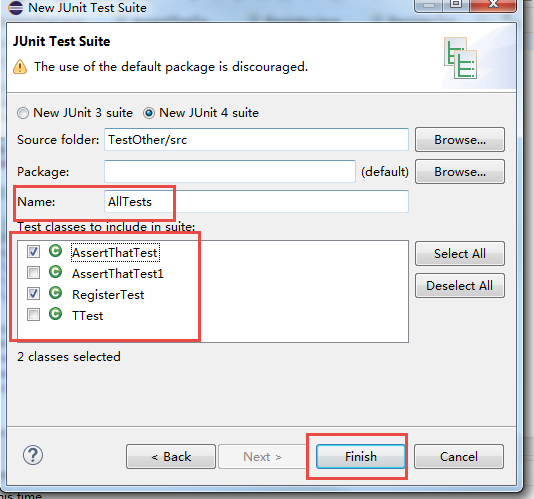 New JUnit Test Suite
JUnit Test Suite
The use of the default package is discouraged.
New JUnit 3 suite New JUnit 4 suite
Source folder: TestOther/src Browse...
Package: (default) Browse...
Name: AllTests
Test classes to include in suite:
AssertThatTest Select All
AssertThatTest1
RegisterTest Deselect All
TTest
2 classes selected
? < Back Next > Finish Cancel
his time